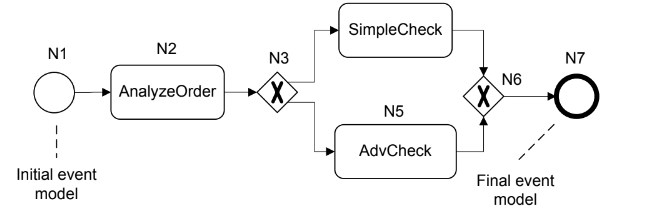 N1
N2
AnalyzeOrder
N3
SimpleCheck
N5
AdvCheck
N6
N7
Initial event
model
Final event
model